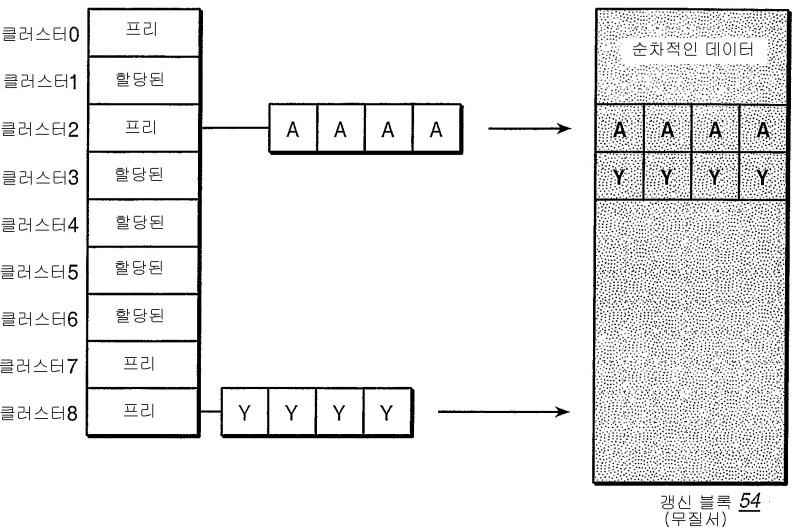 클러스터0 프리
클러스터1 할당된
클러스터2 프리 A A A A
클러스터3 할당된
클러스터4 할당된
클러스터5 할당된
클러스터6 할당된
클러스터7 프리
클러스터8 프리 Y Y Y Y
순차적인 데이터
A A A A
Y Y Y Y
갱신 블록 54
(무질서)